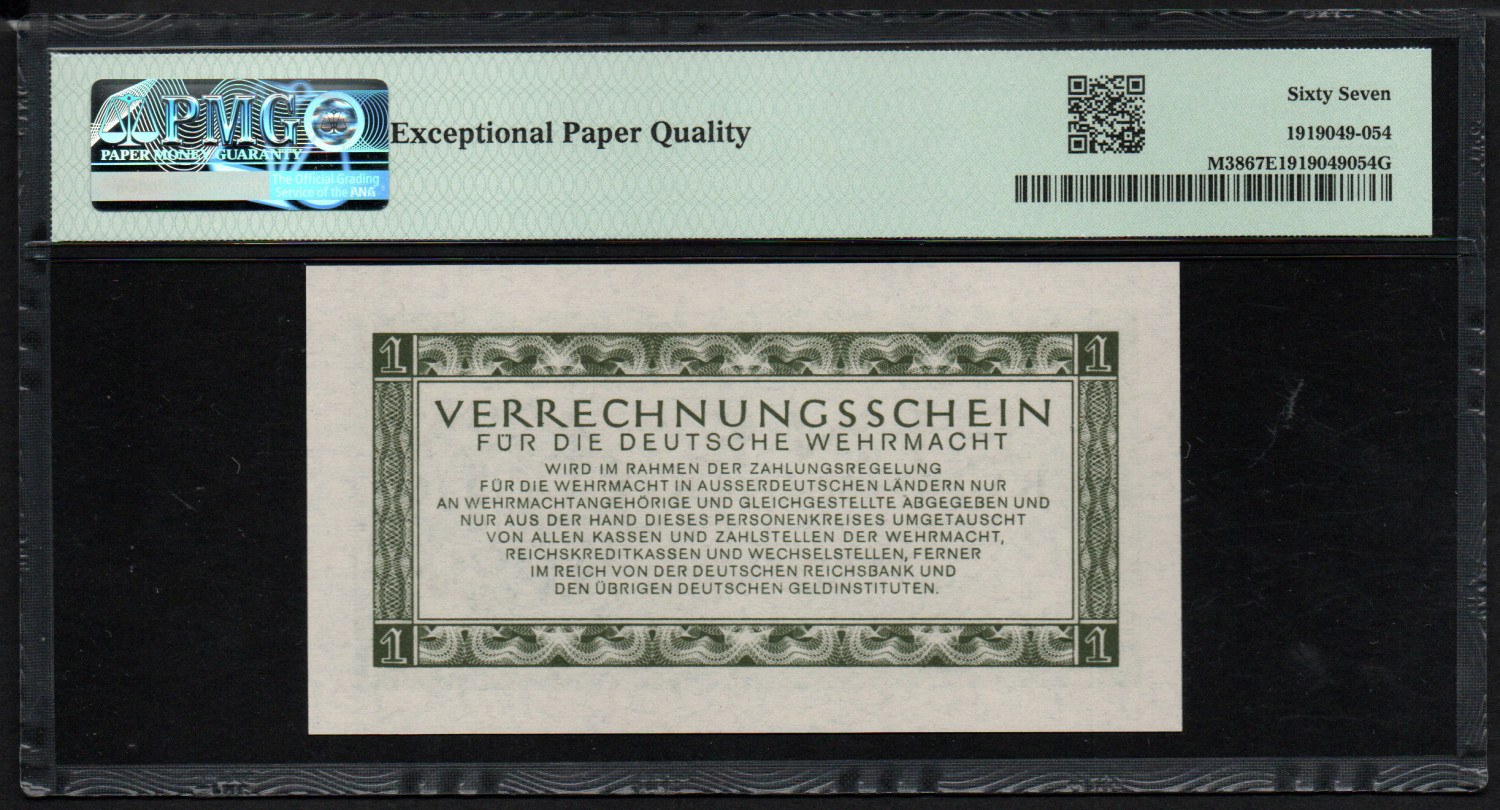 PMG
PAPER MONEY GUARANTY
The Official Grading
Service of the ANA
Exceptional Paper Quality
Sixty Seven
1919049-054
M3867E1919049054G
1
1
VERRECHNUNGSSCHEIN
FÜR DIE DEUTSCHE WEHRMACHT
WIRD IM RAHMEN DER ZAHLUNGSREGELUNG
FÜR DIE WEHRMACHT IN AUSSERDEUTSCHEN LÄNDERN NUR
AN WEHRMACHTANGEHÖRIGE UND GLEICHGESTELLTE ABGEGEBEN UND
NUR AUS DER HAND DIESES PERSONENKREISES UMGETAUSCHT
VON ALLEN KASSEN UND ZAHLSTELLEN DER WEHRMACHT,
REICHSKREDITKASSEN UND WECHSELSTELLEN, FERNER
IM REICH VON DER DEUTSCHEN REICHSBANK UND
DEN ÜBRIGEN DEUTSCHEN GELDINSTITUTEN.
1
1